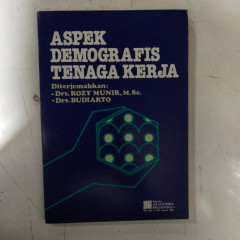 ASPEK
DEMOGRAFIS
TENAGA KERJA
Diterjemahkan:
-Drs. ROZY MUNIR, M.Sc.
-Drs. BUDIARTO